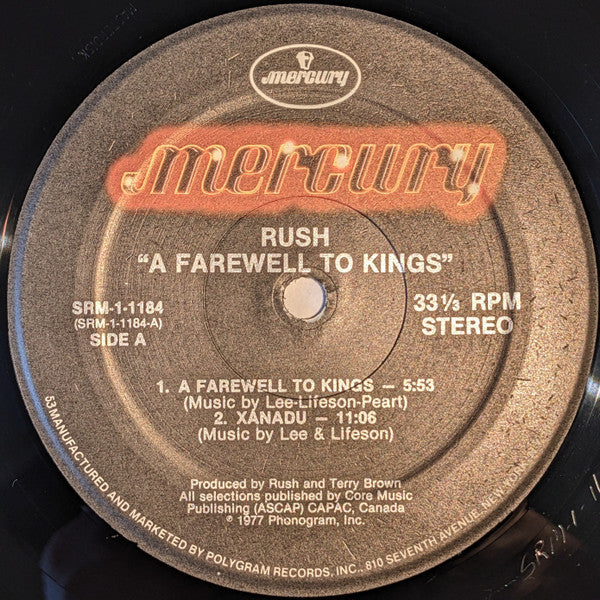 mercury
mercury
RUSH
"A FAREWELL TO KINGS"
SRM-1-1184
(SRM-1-1184-A)
SIDE A
33 1/3 RPM
STEREO
1. A FAREWELL TO KINGS — 5:53
(Music by Lee-Lifeson-Peart)
2. XANADU — 11:06
(Music by Lee & Lifeson)
Produced by Rush and Terry Brown
All selections published by Core Music
Publishing (ASCAP) CAPAC, Canada
℗ 1977 Phonogram, Inc.
53 MANUFACTURED AND MARKETED BY POLYGRAM RECORDS, INC., 810 SEVENTH AVENUE, NEW